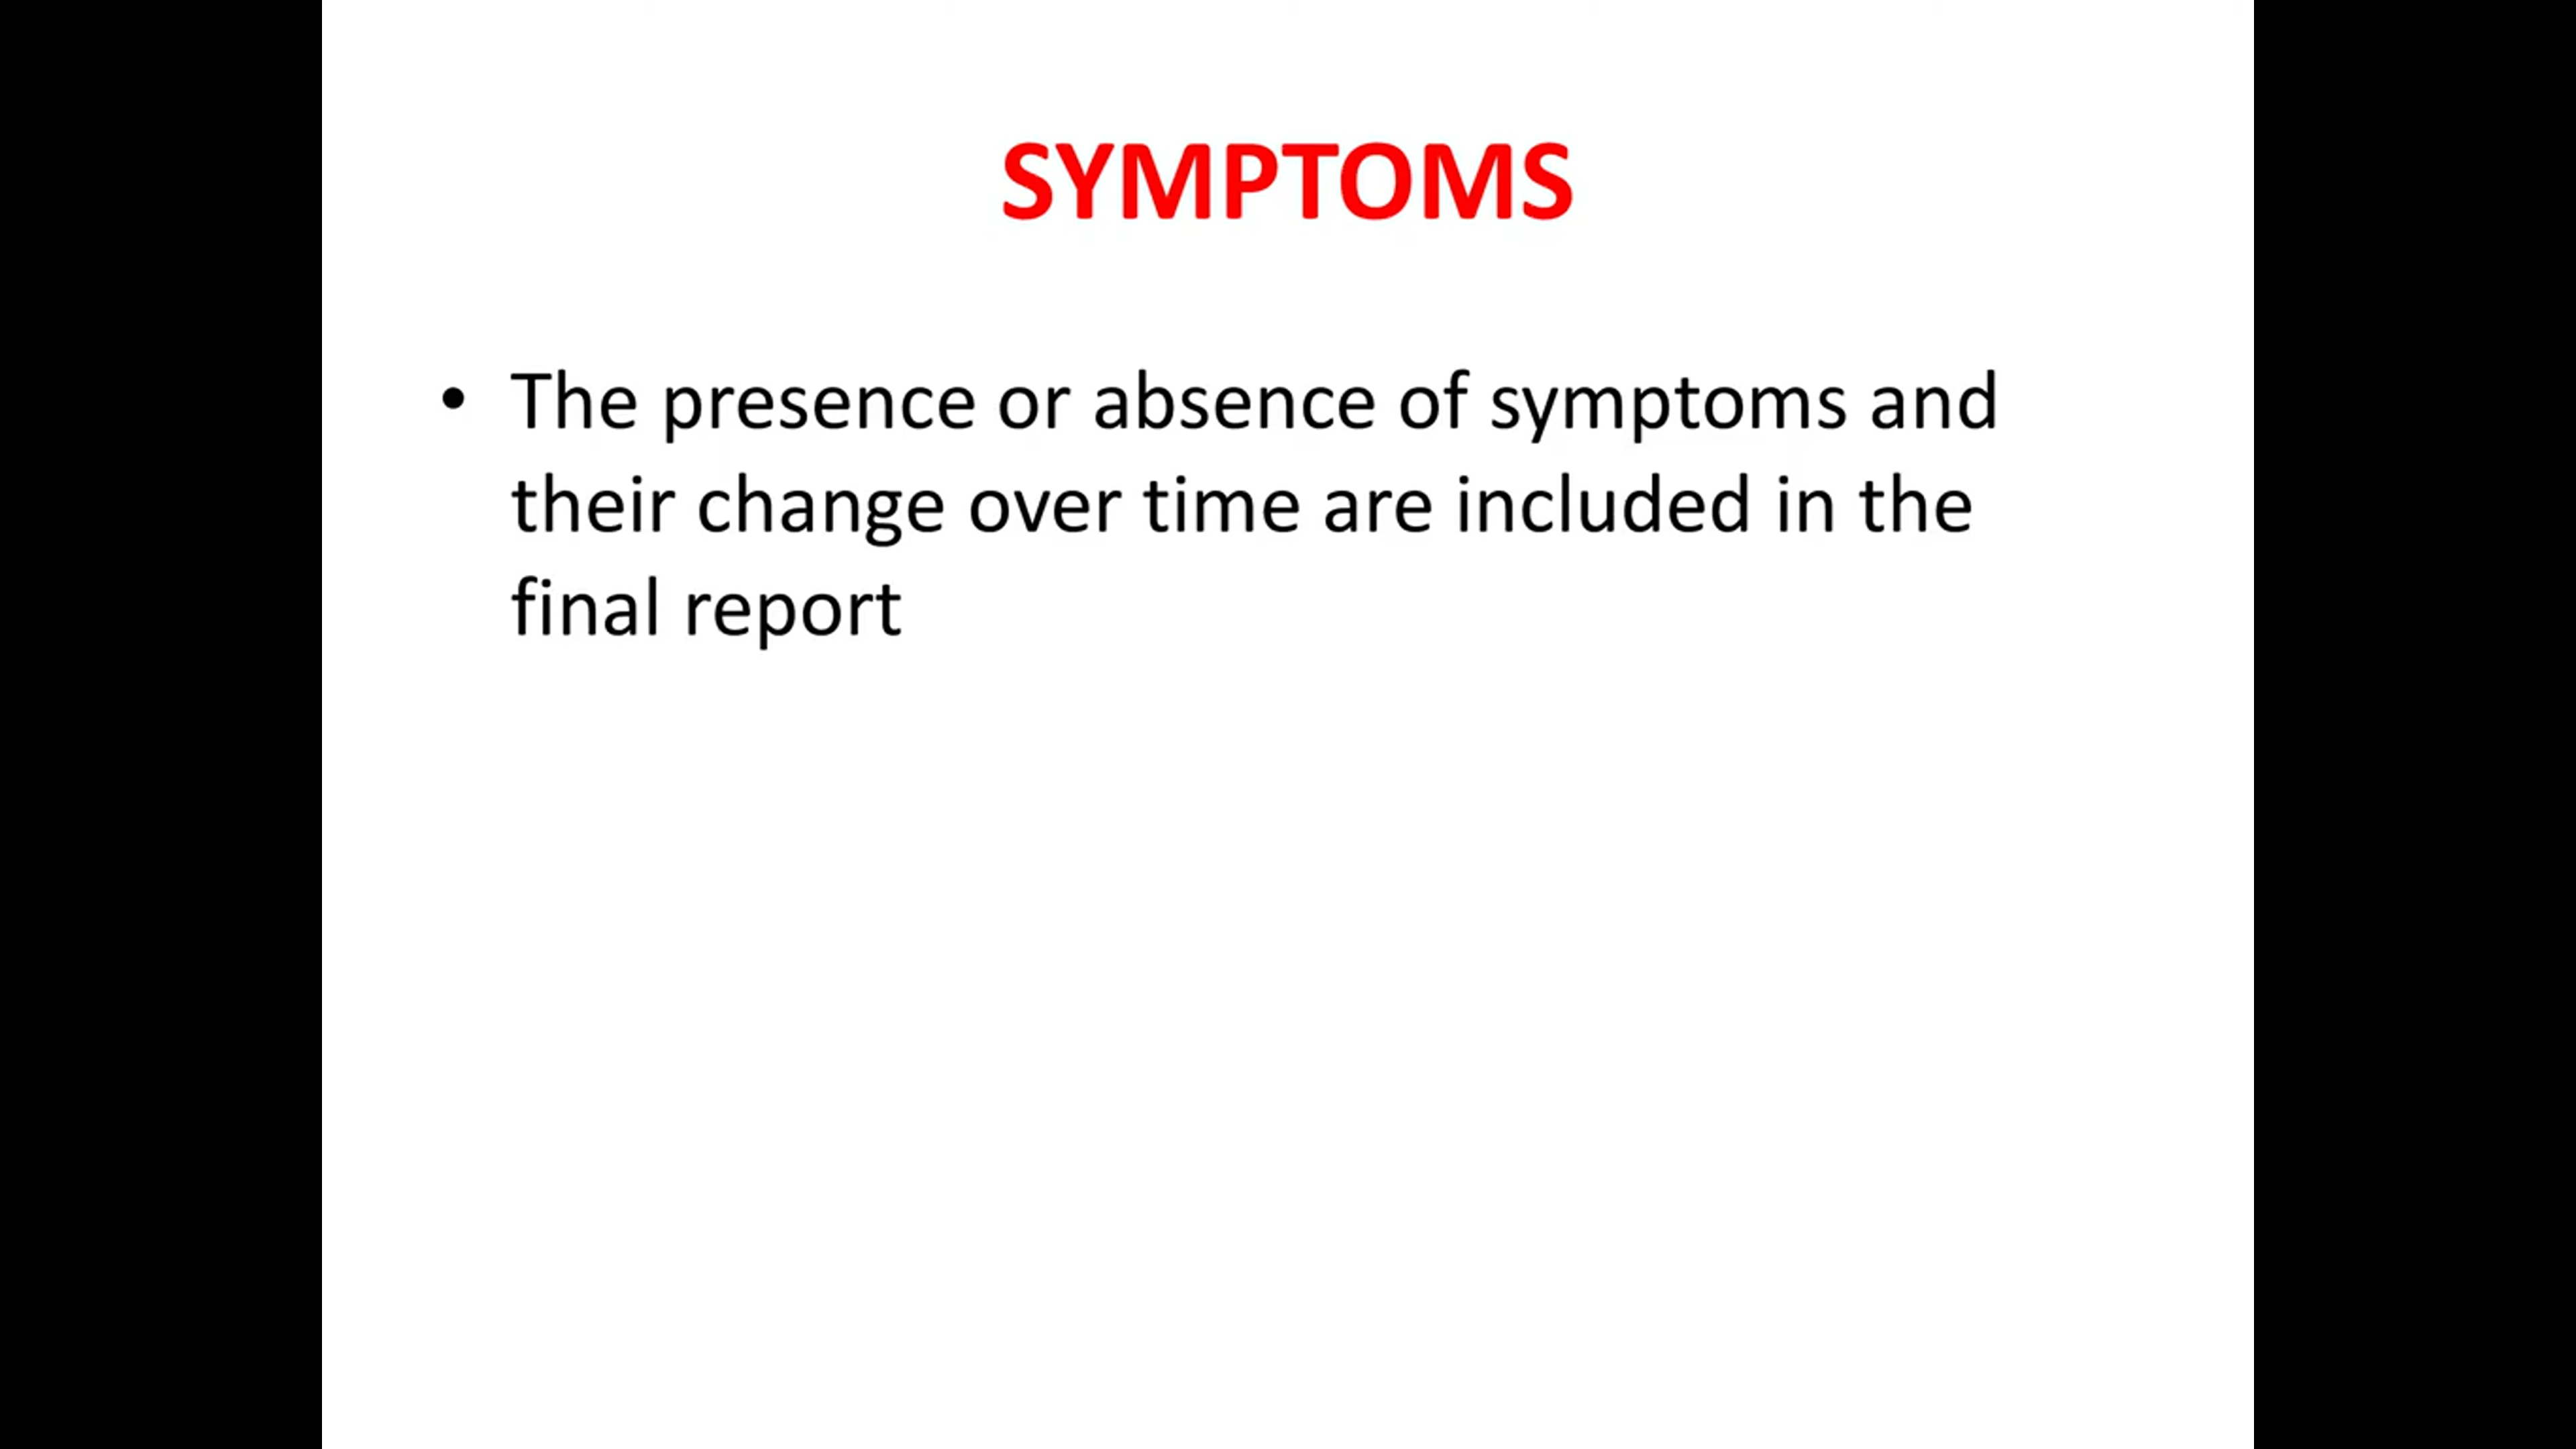 SYMPTOMS
• The presence or absence of symptoms and
their change over time are included in the
final report